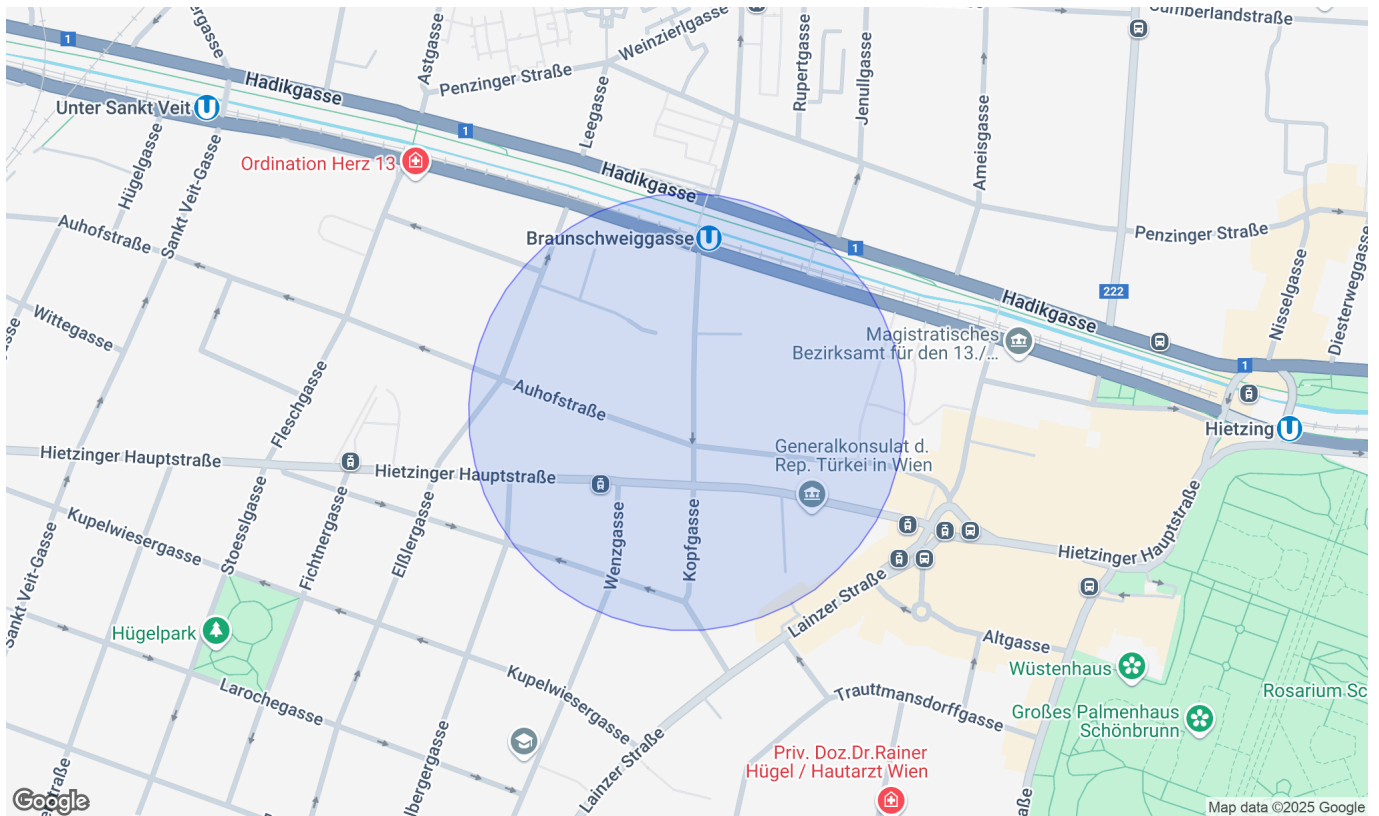 Cumberlandstraße
Weinzierlgasse
Astgasse
Rupertgasse
Jenullgasse
1
Hadikgasse
Penzinger Straße
Unter Sankt Veit
Leegasse
1
Ameisgasse
Hügelgasse
Sankt Veit-Gasse
Ordination Herz 13
Hadikgasse
Auhofstraße
Braunschweiggasse
1
Penzinger Straße
Nisselgasse
Diesterweggasse
222
Hadikgasse
Wittegasse
Magistratisches
Bezirksamt für den 13./…
1
Fleschgasse
Auhofstraße
Hietzing
Hietzinger Hauptstraße
Hietzinger Hauptstraße
Generalkonsulat d.
Rep. Türkei in Wien
Kupelwiesergasse
Stoesslgasse
Fichtnergasse
Elßlergasse
Wenzgasse
Kopfgasse
Hietzinger Hauptstraße
Sankt Veit-Gasse
Lainzer Straße
Hügelpark
Altgasse
Wüstenhaus
Larochegasse
Kupelwiesergasse
Trauttmansdorffgasse
Rosarium Sc
Großes Palmenhaus
Schönbrunn
Priv. Doz.Dr.Rainer
Hügel / Hautarzt Wien
Lainzer Straße
Google
Map data ©2025 Google